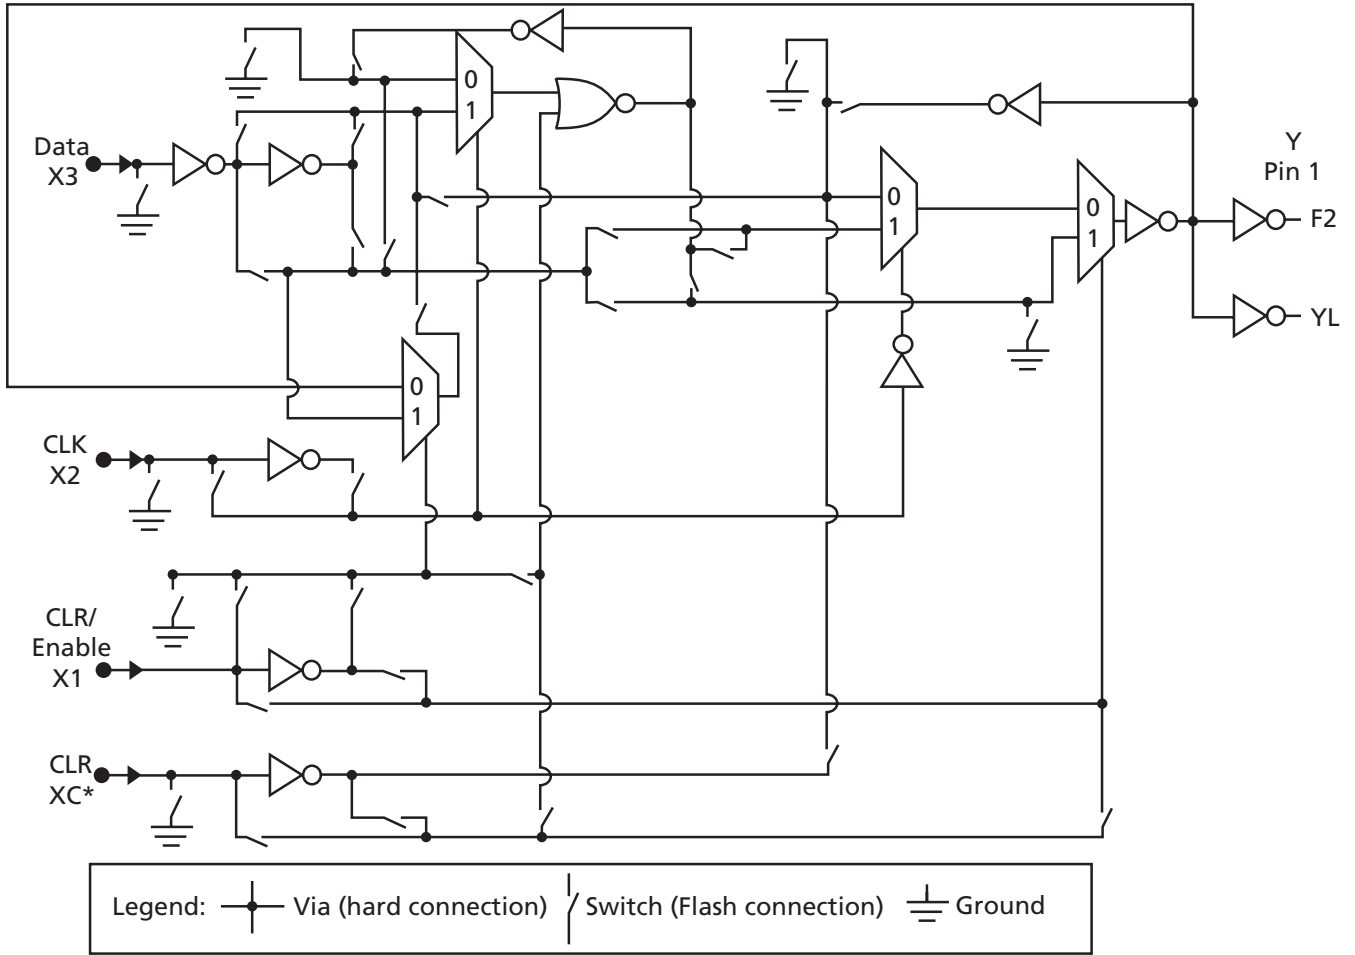 0
1
Data
X3
Y
Pin 1
0
1
0
1
F2
YL
0
1
CLK
X2
CLR/
Enable
X1
CLR
XC*
Legend: Via (hard connection) Switch (Flash connection) Ground